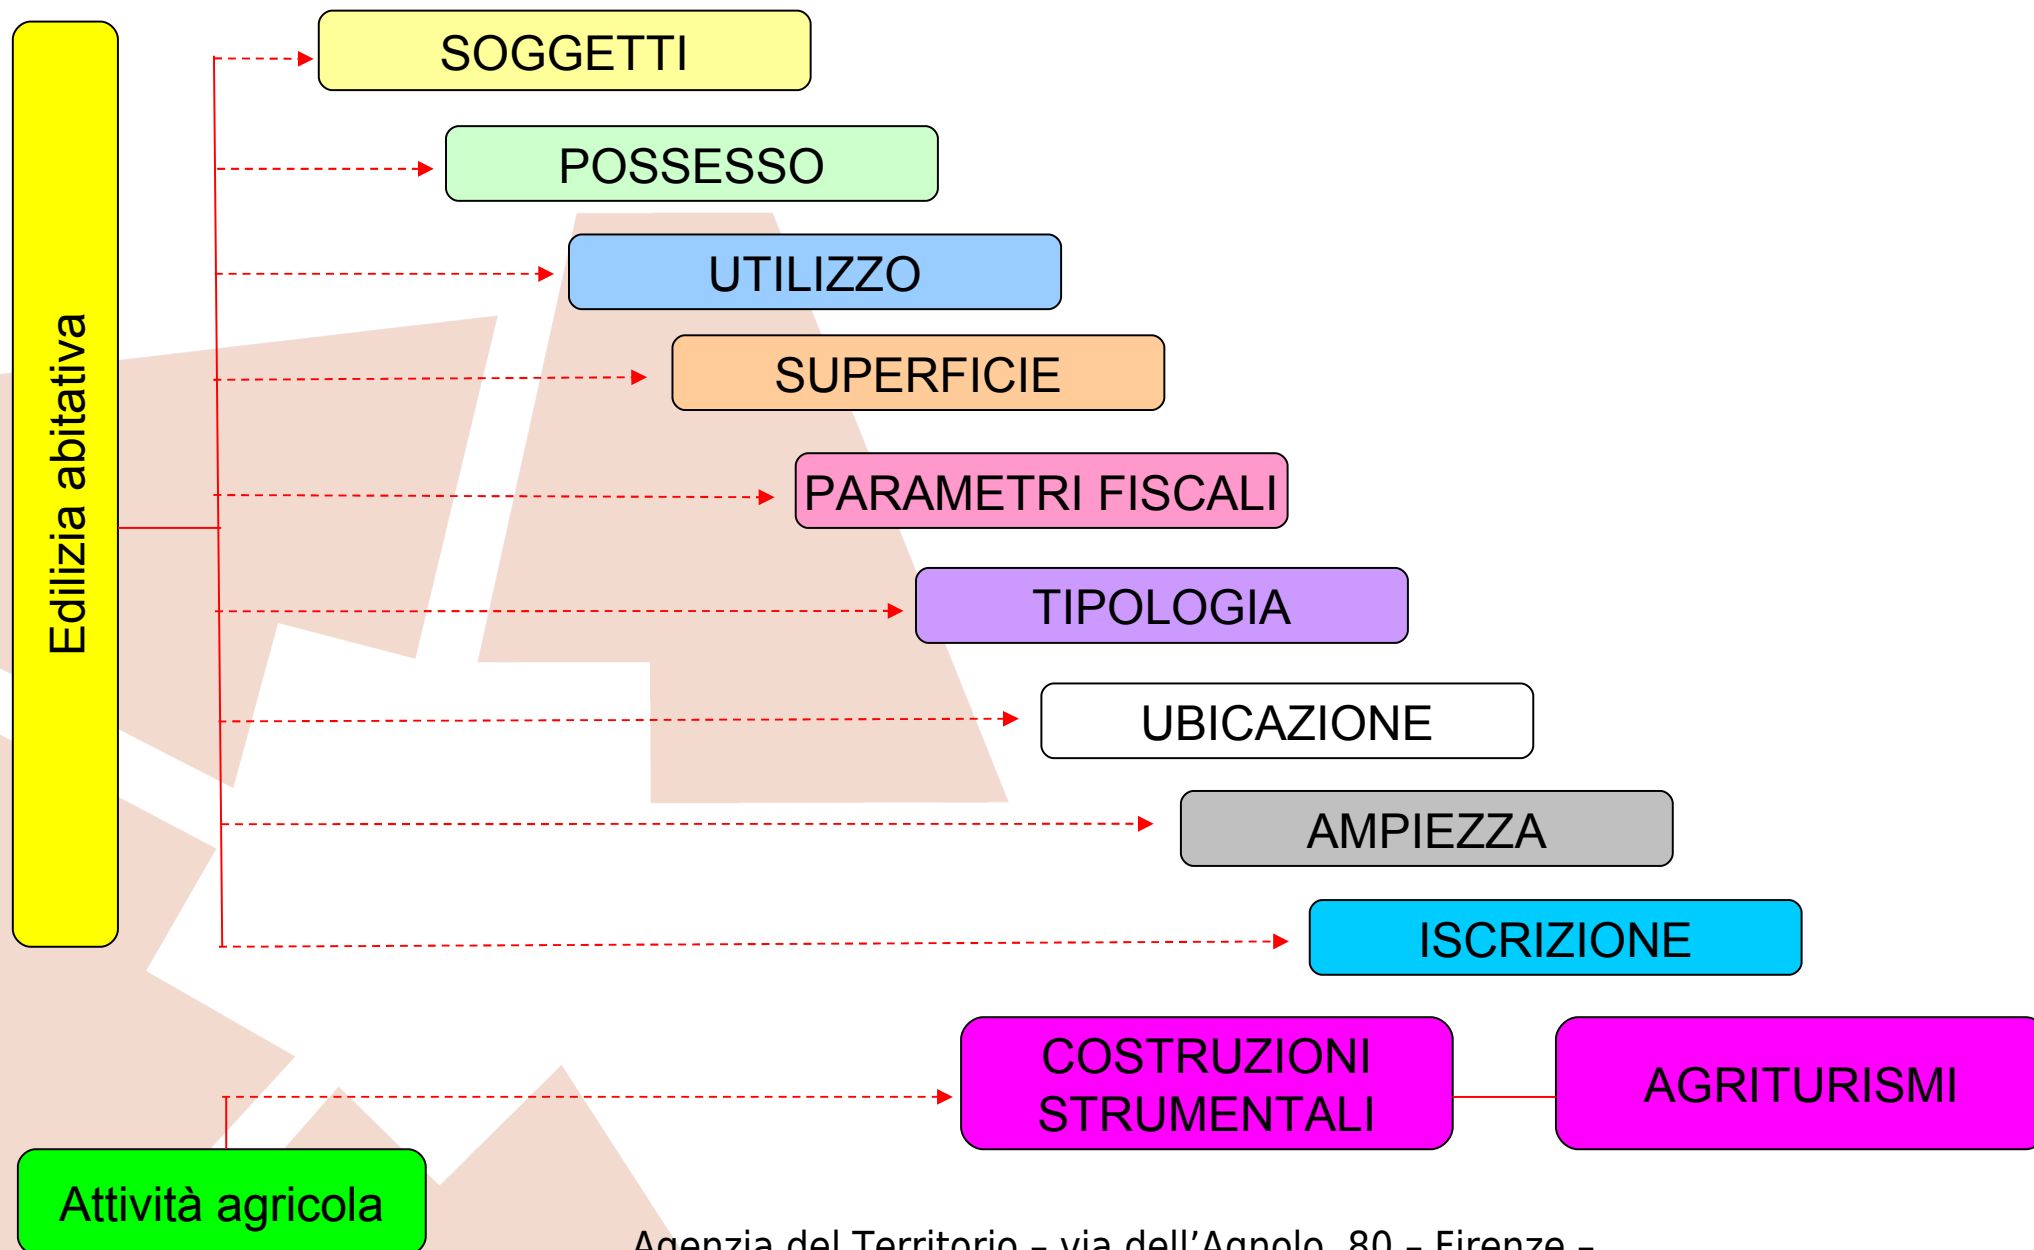 SOGGETTI
POSSESSO
UTILIZZO
SUPERFICIE
PARAMETRI FISCALI
TIPOLOGIA
UBICAZIONE
AMPIEZZA
ISCRIZIONE
Edilizia abitativa
COSTRUZIONI
STRUMENTALI
AGRITURISMI
Attività agricola
Agenzia del Territorio – via dell'Agnolo, 80 – Firenze –